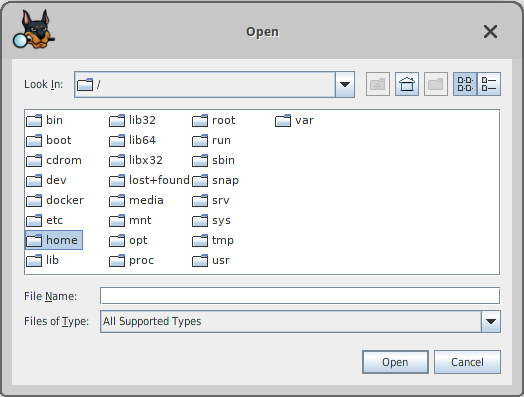 Open
Look In: /
bin lib32 root var
boot lib64 run
cdrom libx32 sbin
dev lost+found snap
docker media srv
etc mnt sys
home opt tmp
lib proc usr
File Name:
Files of Type: All Supported Types
Open Cancel